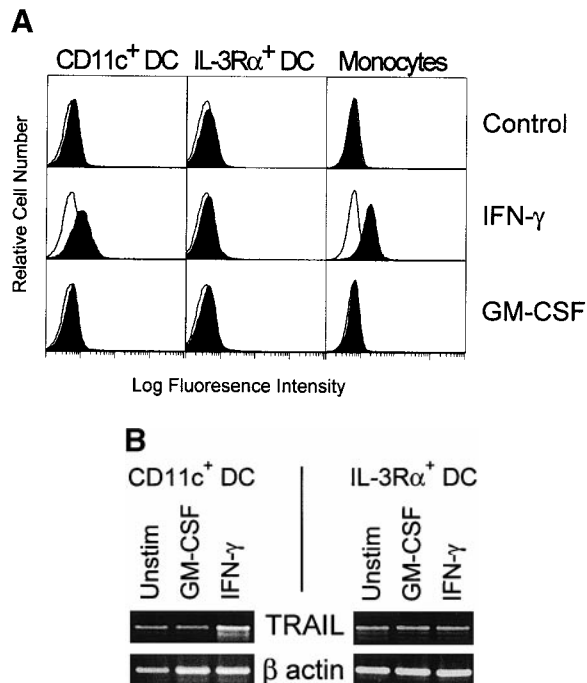 A
CD11c+ DC IL-3Rα+ DC Monocytes
Relative Cell Number
Control
IFN-γ
GM-CSF
Log Fluoresence Intensity
B
CD11c+ DC IL-3Rα+ DC
Unstim GM-CSF IFN-γ Unstim GM-CSF IFN-γ
TRAIL
β actin